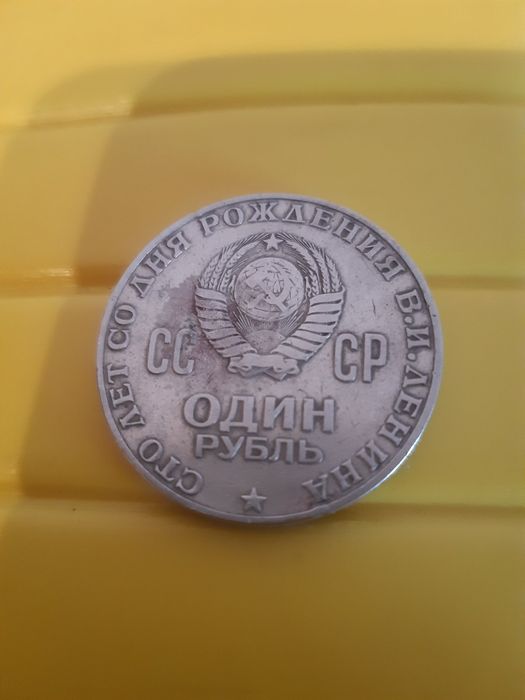 СТО ЛЕТ СО ДНЯ РОЖДЕНИЯ В.И.ЛЕНИНА
СС СР
ОДИН
РУБЛЬ